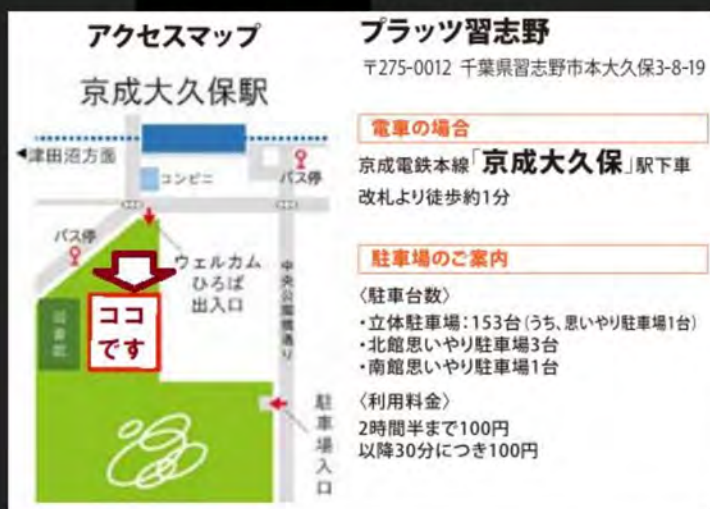 アクセスマップ
京成大久保駅
◀津田沼方面
コンビニ
バス停
バス停
ウェルカム
ひろば
出入口
中央公園横通り
図書館
ココ
です
駐車場入口
プラッツ習志野
〒275-0012 千葉県習志野市本大久保3-8-19
電車の場合
京成電鉄本線「京成大久保」駅下車
改札より徒歩約1分
駐車場のご案内
〈駐車台数〉
・立体駐車場：153台(うち、思いやり駐車場1台)
・北館思いやり駐車場3台
・南館思いやり駐車場1台
〈利用料金〉
2時間半まで100円
以降30分につき100円